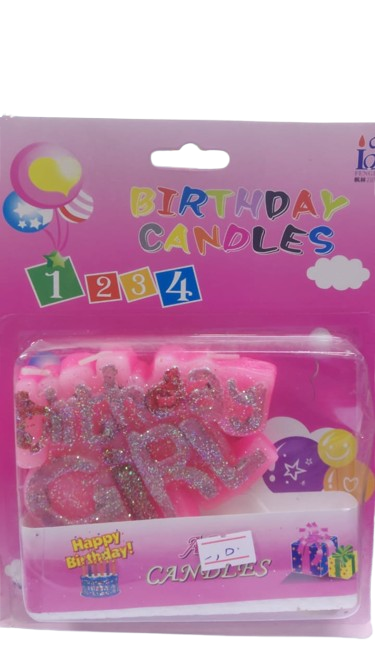 BIRTHDAY
CANDLES
1 2 3 4
birthday
GIRL
Happy
Birthday!
CANDLES